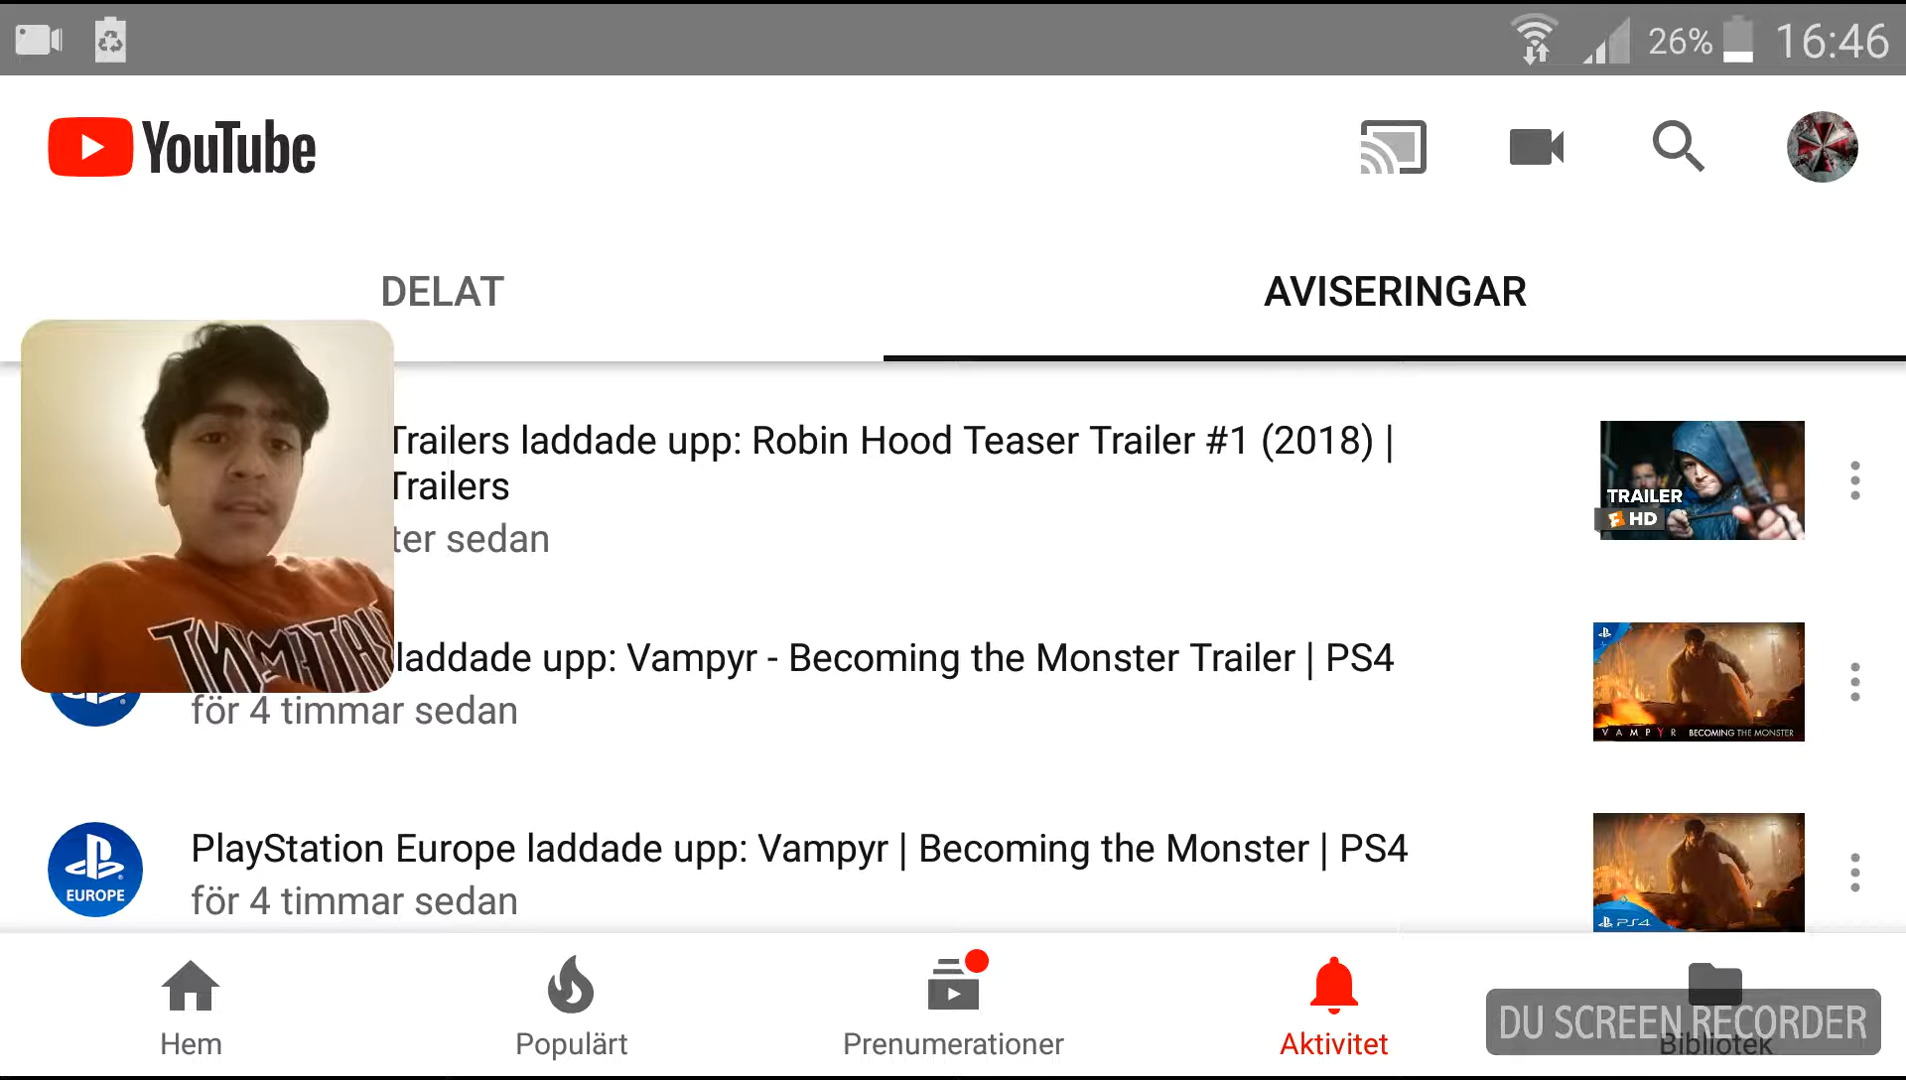 26% 16:46
YouTube
DELAT AVISERINGAR
Trailers laddade upp: Robin Hood Teaser Trailer #1 (2018) |
Trailers
ter sedan
TRAILER
HD
laddade upp: Vampyr - Becoming the Monster Trailer | PS4
för 4 timmar sedan
VAMPYR BECOMING THE MONSTER
PlayStation Europe laddade upp: Vampyr | Becoming the Monster | PS4
för 4 timmar sedan
EUROPE
PS4
Hem Populärt Prenumerationer Aktivitet Bibliotek
DU SCREEN RECORDER